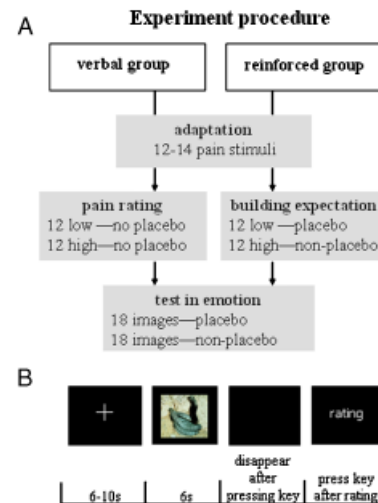 Experiment procedure
A
verbal group
reinforced group
adaptation
12-14 pain stimuli
pain rating
12 low—no placebo
12 high—no placebo
building expectation
12 low—placebo
12 high—non-placebo
test in emotion
18 images—placebo
18 images—non-placebo
B
rating
6-10s
6s
disappear
after
pressing key
press key
after rating